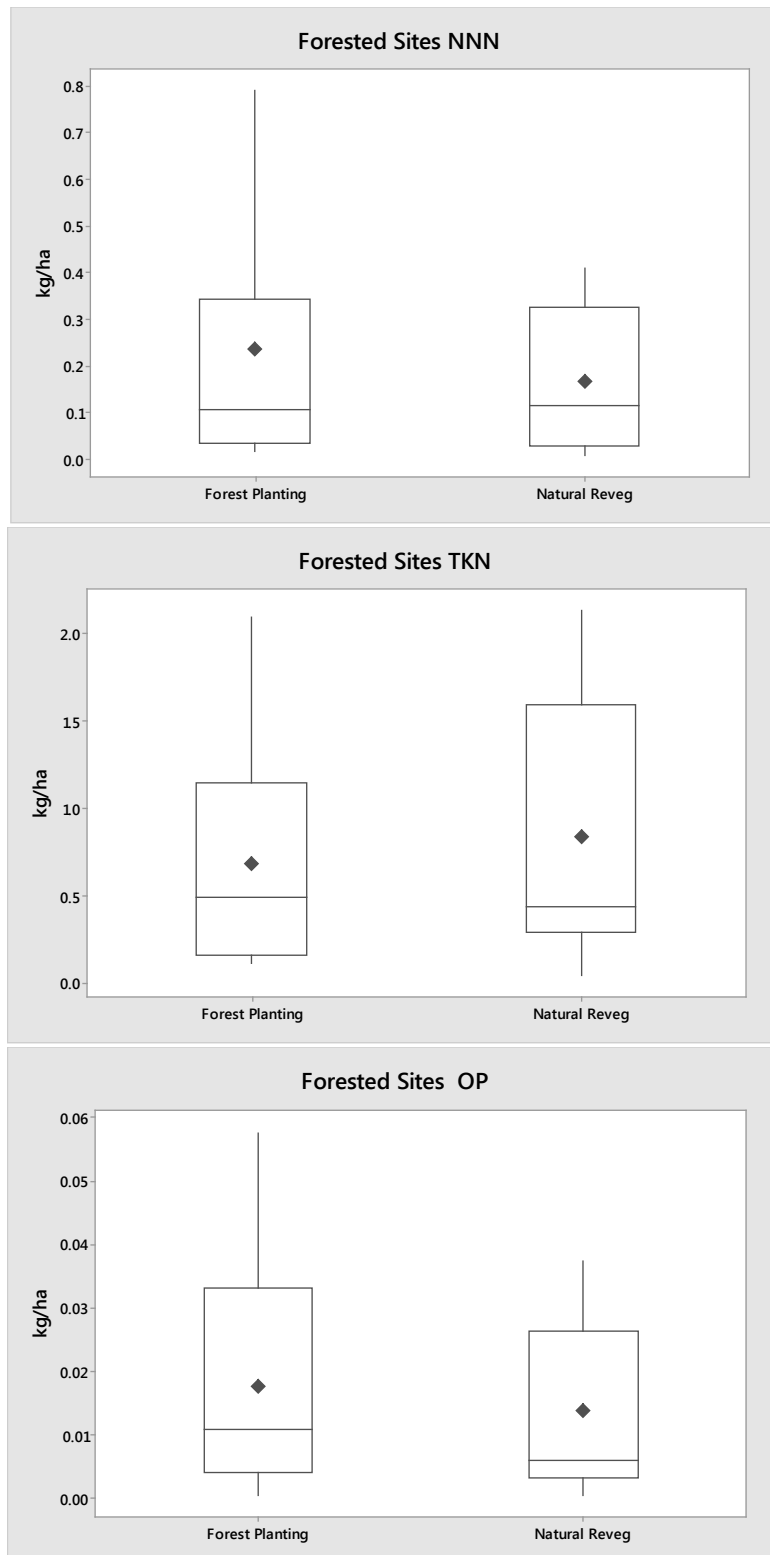 Forested Sites NNN
kg/ha
0.8
0.7
0.6
0.5
0.4
0.3
0.2
0.1
0.0
Forest Planting Natural Reveg
Forested Sites TKN
kg/ha
2.0
15
10
0.5
0.0
Forest Planting Natural Reveg
Forested Sites OP
kg/ha
0.06
0.05
0.04
0.03
0.02
0.01
0.00
Forest Planting Natural Reveg